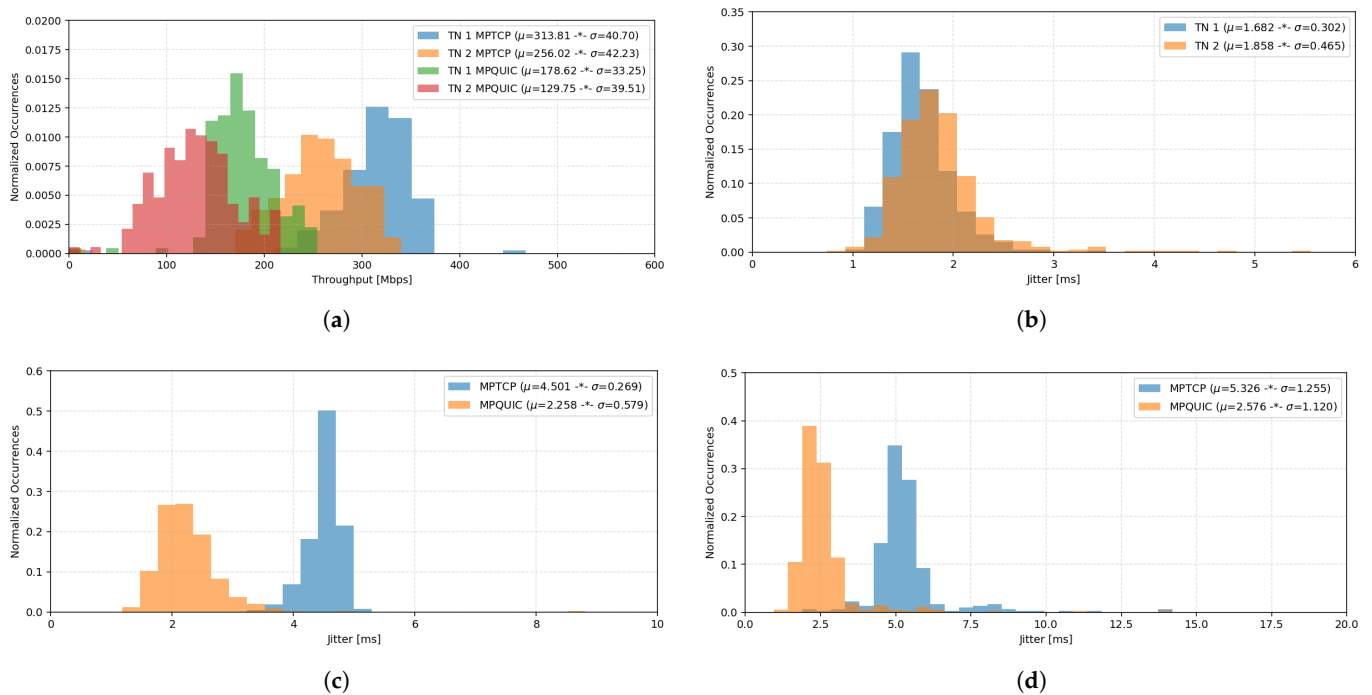 0.0200
0.0175
0.0150
0.0125
0.0100
0.0075
0.0050
0.0025
0.0000
Normalized Occurrences
TN 1 MPTCP (μ=313.81 -*- σ=40.70)
TN 2 MPTCP (μ=256.02 -*- σ=42.23)
TN 1 MPQUIC (μ=178.62 -*- σ=33.25)
TN 2 MPQUIC (μ=129.75 -*- σ=39.51)
0 100 200 300 400 500 600
Throughput [Mbps]
(a)
0.35
0.30
0.25
0.20
0.15
0.10
0.05
0.00
Normalized Occurrences
TN 1 (μ=1.682 -*- σ=0.302)
TN 2 (μ=1.858 -*- σ=0.465)
0 1 2 3 4 5 6
Jitter [ms]
(b)
0.6
0.5
0.4
0.3
0.2
0.1
0.0
Normalized Occurrences
MPTCP (μ=4.501 -*- σ=0.269)
MPQUIC (μ=2.258 -*- σ=0.579)
0 2 4 6 8 10
Jitter [ms]
(c)
0.5
0.4
0.3
0.2
0.1
0.0
Normalized Occurrences
MPTCP (μ=5.326 -*- σ=1.255)
MPQUIC (μ=2.576 -*- σ=1.120)
0.0 2.5 5.0 7.5 10.0 12.5 15.0 17.5 20.0
Jitter [ms]
(d)